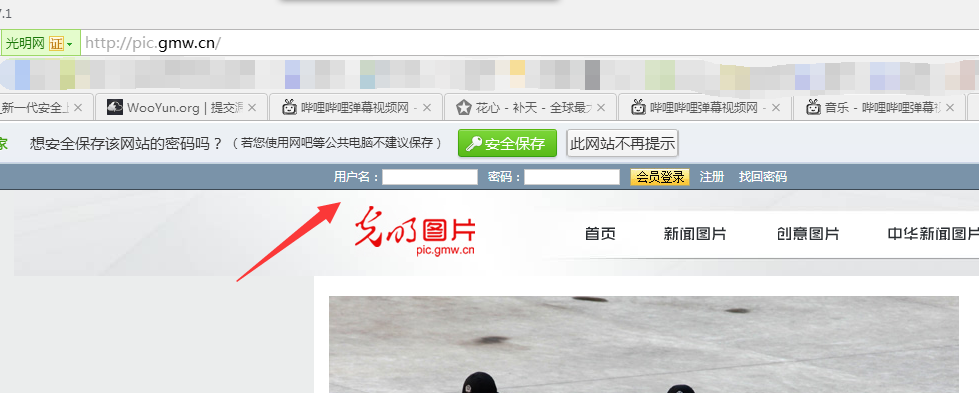 7.1
光明网 证
http://pic.gmw.cn/
新一代安全
WooYun.org | 提交
哔哩哔哩弹幕视频网 -
花心 - 补天 - 全球最
哔哩哔哩弹幕视频网 -
音乐 - 哔哩哔哩弹幕
家 想安全保存该网站的密码吗？（若您使用网吧等公共电脑不建议保存） 安全保存 此网站不再提示
用户名： 密码： 会员登录 注册 找回密码
光明图片
pic.gmw.cn
首页 新闻图片 创意图片 中华新闻图片